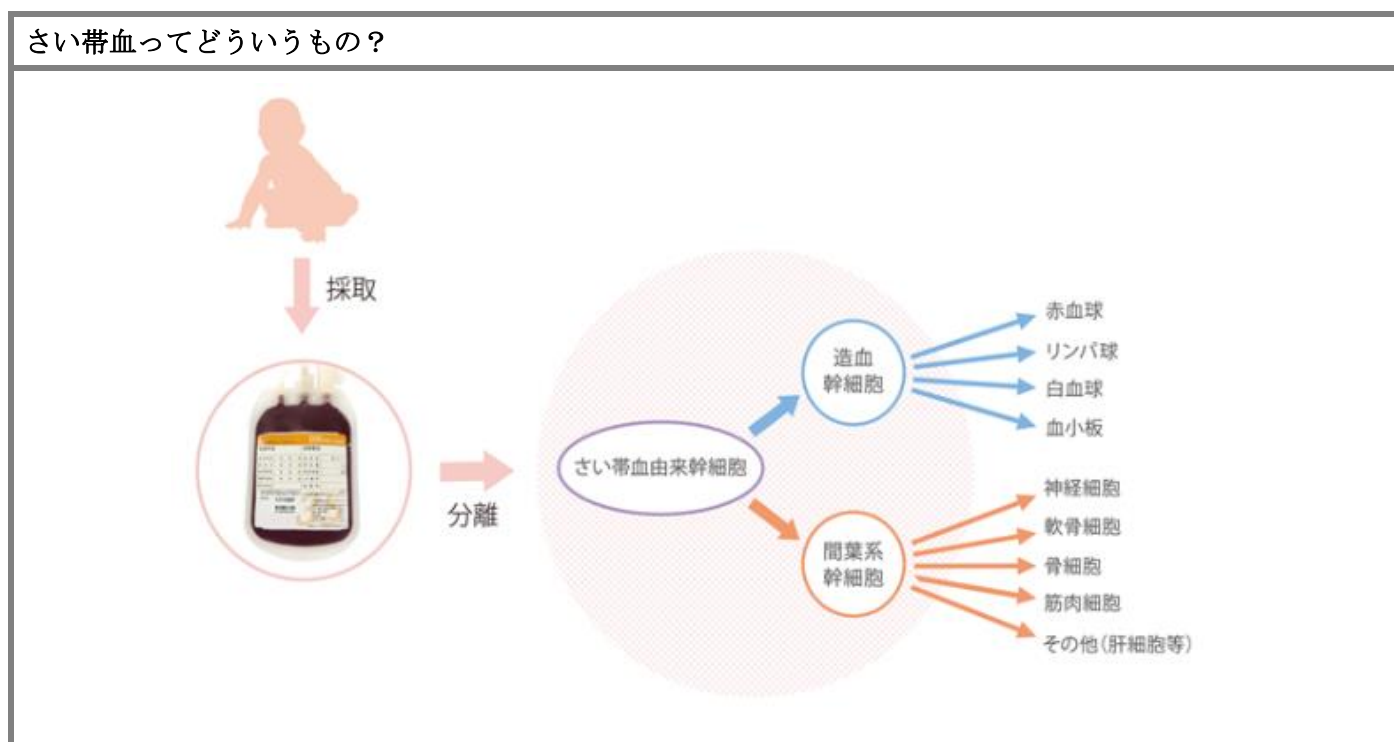 さい帯血ってどういうもの？
採取
分離
さい帯血由来幹細胞
造血
幹細胞
赤血球
リンパ球
白血球
血小板
間葉系
幹細胞
神経細胞
軟骨細胞
骨細胞
筋肉細胞
その他（肝細胞等）